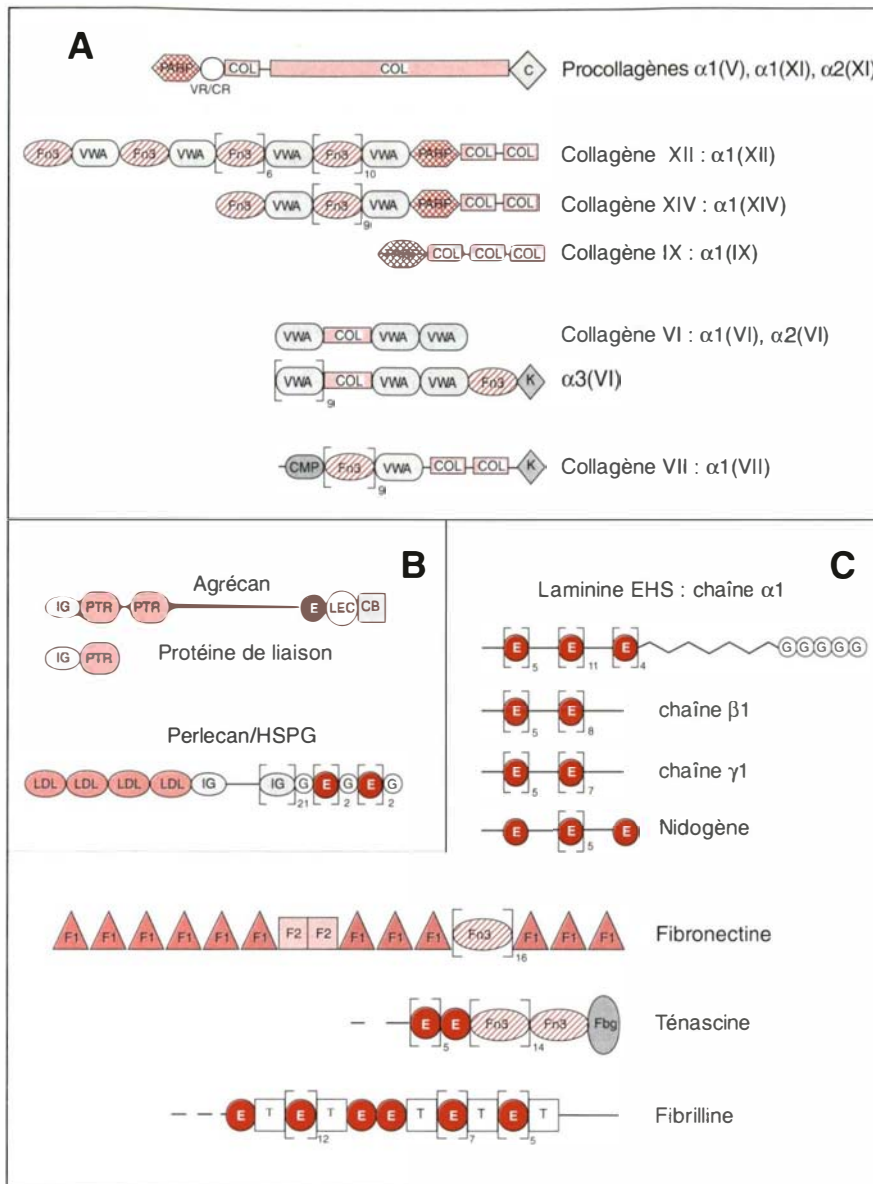 A
PARP COL COL C Procollagènes α1(V), α1(XI), α2(XI)
VR/CR
Fn3 VWA Fn3 VWA [Fn3]6 VWA [Fn3]10 VWA PARP COL COL Collagène XII : α1(XII)
Fn3 VWA [Fn3]9 VWA PARP COL COL Collagène XIV : α1(XIV)
COL COL COL Collagène IX : α1(IX)
VWA COL VWA VWA Collagène VI : α1(VI), α2(VI)
[VWA]9 COL VWA VWA Fn3 K α3(VI)
CMP [Fn3]9 VWA COL COL K Collagène VII : α1(VII)
B
Agrécan
IG PTR PTR E LEC CB
IG PTR Protéine de liaison
Perlecan/HSPG
LDL LDL LDL LDL IG [IG]21 G [E]2 G [E]2 G
C
Laminine EHS : chaîne α1
[E]5 [E]11 [E]4 G G G G G
[E]5 [E]8 chaîne β1
[E]5 [E]7 chaîne γ1
E [E]5 E Nidogène
F1 F1 F1 F1 F1 F1 F2 F2 F1 F1 F1 [Fn3]16 F1 F1 F1 Fibronectine
[E]5 E [Fn3]14 Fn3 Fbg Ténascine
E T [E]12 T E E T [E]7 T [E]5 T Fibrilline